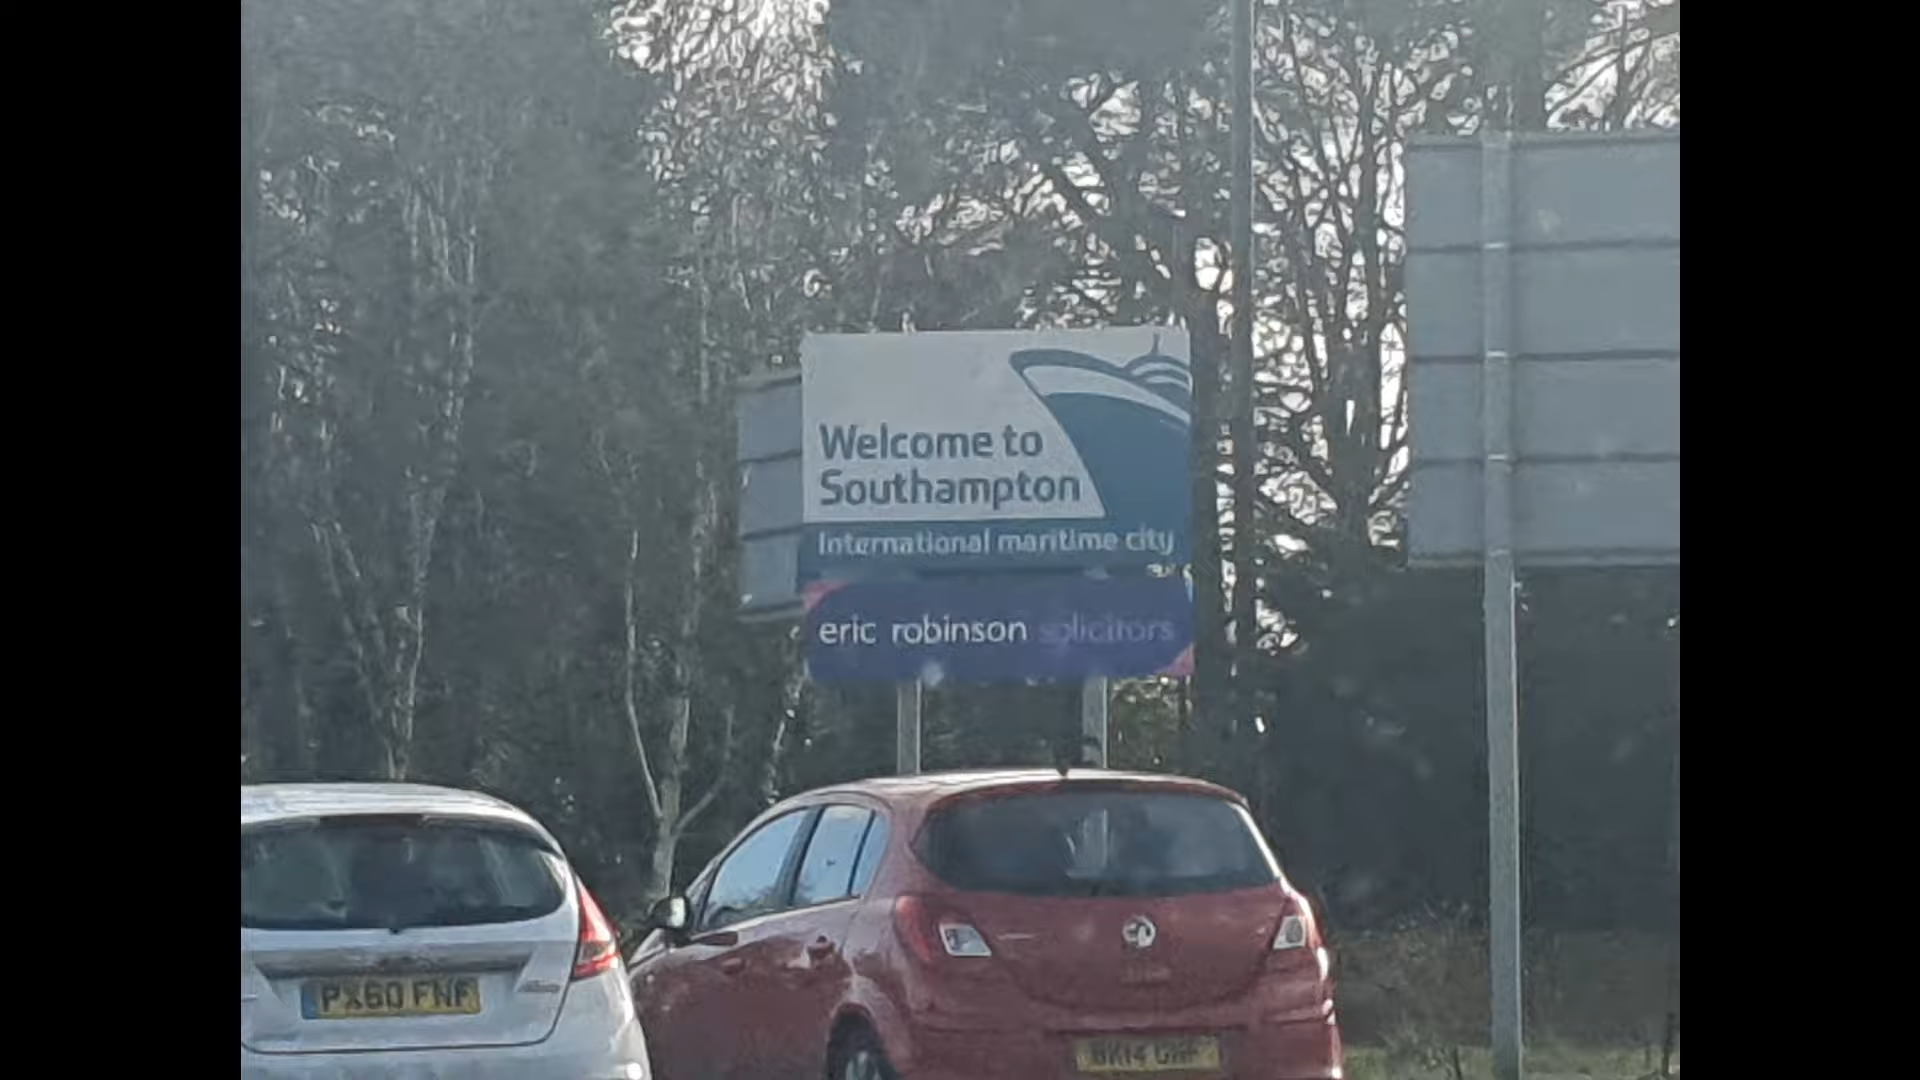 Welcome to
Southampton
International maritime city
eric robinson solicitors
PX60 FNF